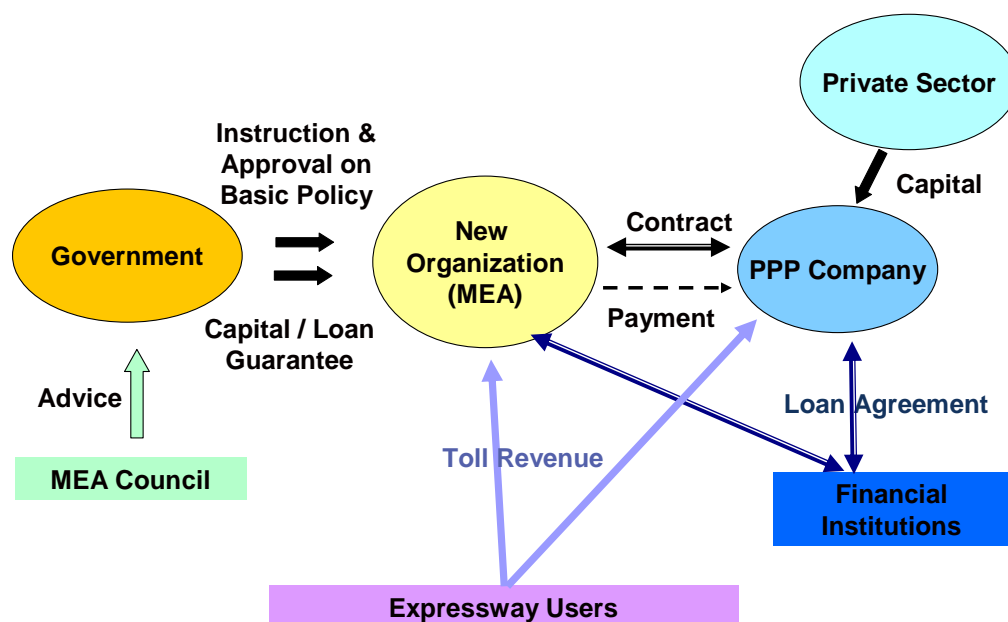 Private Sector
Instruction &
Approval on
Basic Policy
Capital
Government
New
Organization
(MEA)
Contract
PPP Company
Payment
Capital / Loan
Guarantee
Advice
Loan Agreement
Toll Revenue
MEA Council
Financial
Institutions
Expressway Users